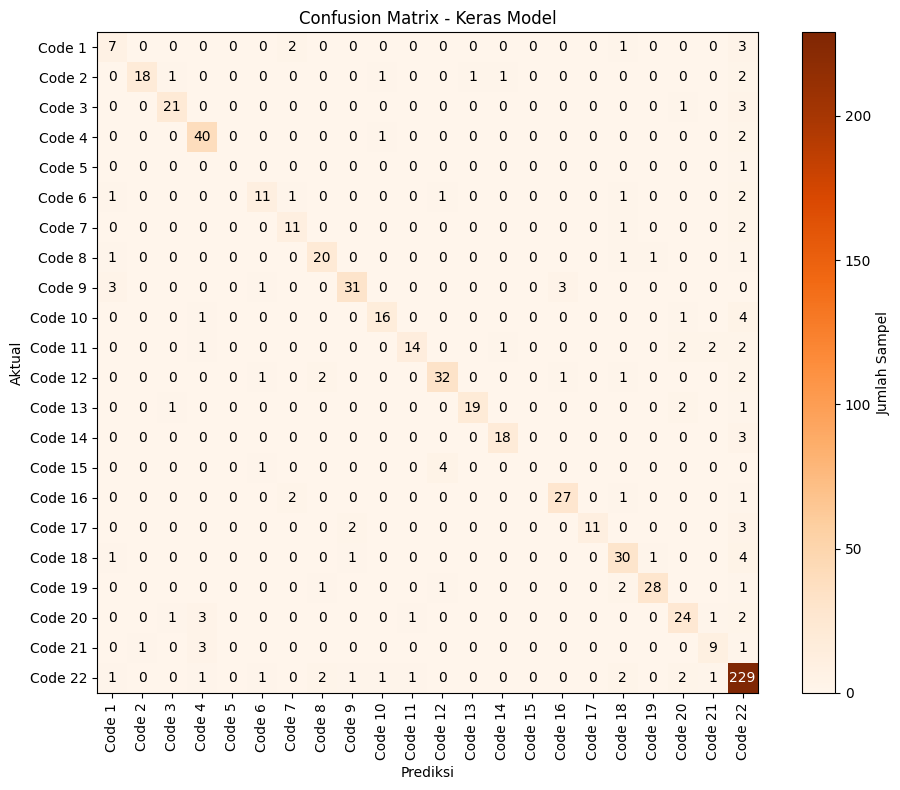 Confusion Matrix - Keras Model
Code 1 7 0 0 0 0 0 2 0 0 0 0 0 0 0 0 0 0 1 0 0 0 3
Code 2 0 18 1 0 0 0 0 0 0 1 0 0 1 1 0 0 0 0 0 0 0 2
Code 3 0 0 21 0 0 0 0 0 0 0 0 0 0 0 0 0 0 0 0 1 0 3
Code 4 0 0 0 40 0 0 0 0 0 1 0 0 0 0 0 0 0 0 0 0 0 2
Code 5 0 0 0 0 0 0 0 0 0 0 0 0 0 0 0 0 0 0 0 0 0 1
Code 6 1 0 0 0 0 11 1 0 0 0 0 1 0 0 0 0 0 1 0 0 0 2
Code 7 0 0 0 0 0 0 11 0 0 0 0 0 0 0 0 0 0 1 0 0 0 2
Code 8 1 0 0 0 0 0 0 20 0 0 0 0 0 0 0 0 0 1 1 0 0 1
Code 9 3 0 0 0 0 1 0 0 31 0 0 0 0 0 0 3 0 0 0 0 0 0
Code 10 0 0 0 1 0 0 0 0 0 16 0 0 0 0 0 0 0 0 0 1 0 4
Code 11 0 0 0 1 0 0 0 0 0 0 14 0 0 1 0 0 0 0 0 2 2 2
Code 12 0 0 0 0 0 1 0 2 0 0 0 32 0 0 0 1 0 1 0 0 0 2
Code 13 0 0 1 0 0 0 0 0 0 0 0 0 19 0 0 0 0 0 0 2 0 1
Code 14 0 0 0 0 0 0 0 0 0 0 0 0 0 18 0 0 0 0 0 0 0 3
Code 15 0 0 0 0 0 1 0 0 0 0 0 4 0 0 0 0 0 0 0 0 0 0
Code 16 0 0 0 0 0 0 2 0 0 0 0 0 0 0 0 27 0 1 0 0 0 1
Code 17 0 0 0 0 0 0 0 0 2 0 0 0 0 0 0 0 11 0 0 0 0 3
Code 18 1 0 0 0 0 0 0 0 1 0 0 0 0 0 0 0 0 30 1 0 0 4
Code 19 0 0 0 0 0 0 0 1 0 0 0 1 0 0 0 0 0 2 28 0 0 1
Code 20 0 0 1 3 0 0 0 0 0 0 1 0 0 0 0 0 0 0 0 24 1 2
Code 21 0 1 0 3 0 0 0 0 0 0 0 0 0 0 0 0 0 0 0 0 9 1
Code 22 1 0 0 1 0 1 0 2 1 1 1 0 0 0 0 0 0 2 0 2 1 229
Code 1 Code 2 Code 3 Code 4 Code 5 Code 6 Code 7 Code 8 Code 9 Code 10 Code 11 Code 12 Code 13 Code 14 Code 15 Code 16 Code 17 Code 18 Code 19 Code 20 Code 21 Code 22
Prediksi
Aktual
200
150
100
50
0
Jumlah Sampel